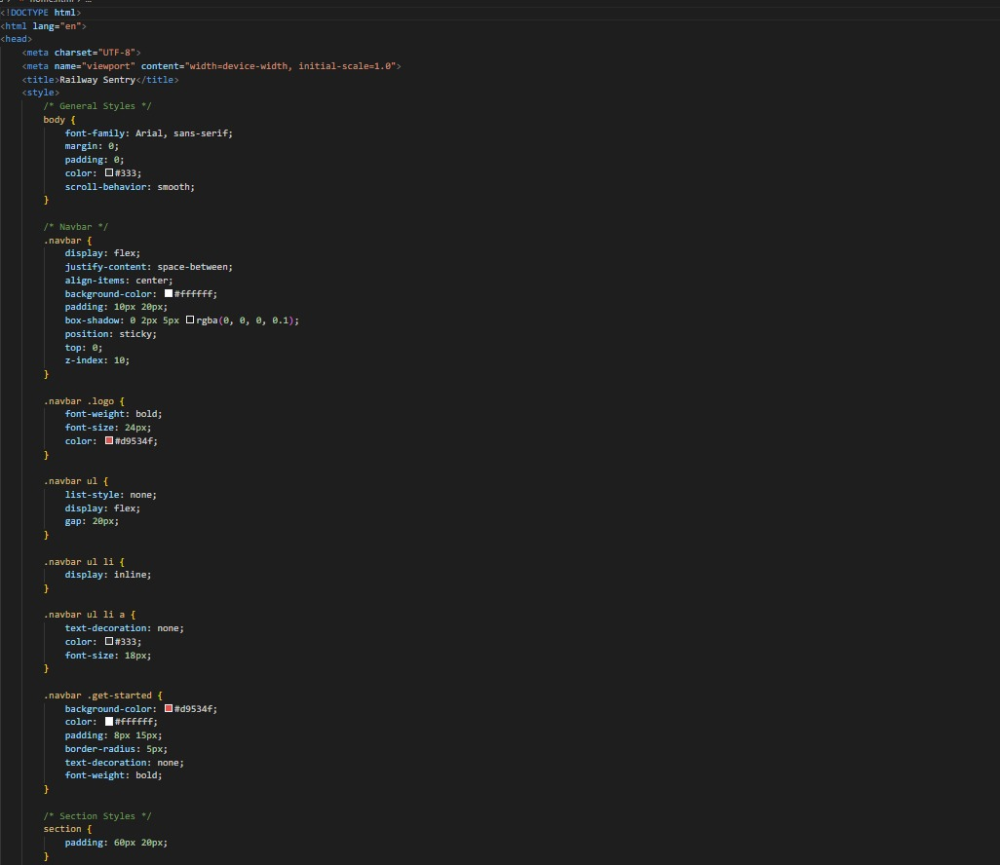 <!DOCTYPE html>
<html lang="en">
<head>
    <meta charset="UTF-8">
    <meta name="viewport" content="width=device-width, initial-scale=1.0">
    <title>Railway Sentry</title>
    <style>
        /* General Styles */
        body {
            font-family: Arial, sans-serif;
            margin: 0;
            padding: 0;
            color: #333;
            scroll-behavior: smooth;
        }

        /* Navbar */
        .navbar {
            display: flex;
            justify-content: space-between;
            align-items: center;
            background-color: #ffffff;
            padding: 10px 20px;
            box-shadow: 0 2px 5px rgba(0, 0, 0, 0.1);
            position: sticky;
            top: 0;
            z-index: 10;
        }

        .navbar .logo {
            font-weight: bold;
            font-size: 24px;
            color: #d9534f;
        }

        .navbar ul {
            list-style: none;
            display: flex;
            gap: 20px;
        }

        .navbar ul li {
            display: inline;
        }

        .navbar ul li a {
            text-decoration: none;
            color: #333;
            font-size: 18px;
        }

        .navbar .get-started {
            background-color: #d9534f;
            color: #ffffff;
            padding: 8px 15px;
            border-radius: 5px;
            text-decoration: none;
            font-weight: bold;
        }

        /* Section Styles */
        section {
            padding: 60px 20px;
        }